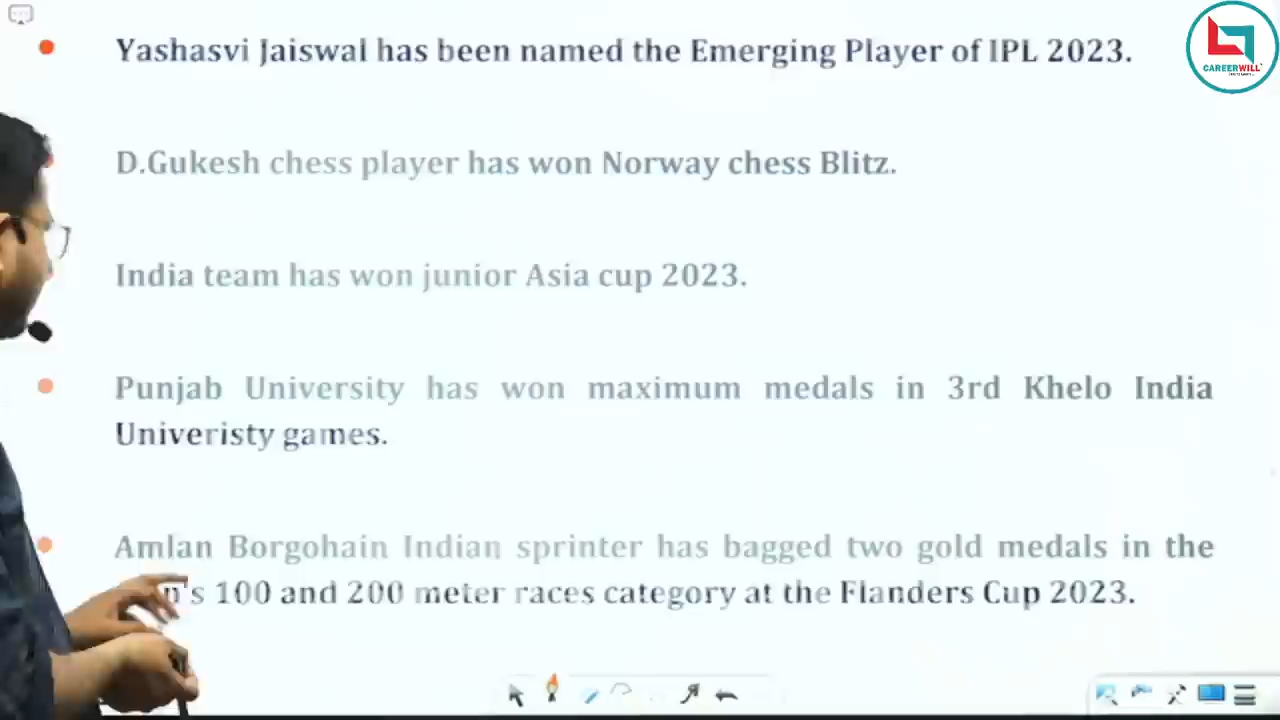 Yashasvi Jaiswal has been named the Emerging Player of IPL 2023.
D.Gukesh chess player has won Norway chess Blitz.
India team has won junior Asia cup 2023.
Punjab University has won maximum medals in 3rd Khelo India
Univeristy games.
Amlan Borgohain Indian sprinter has bagged two gold medals in the
n's 100 and 200 meter races category at the Flanders Cup 2023.
CAREERWILL